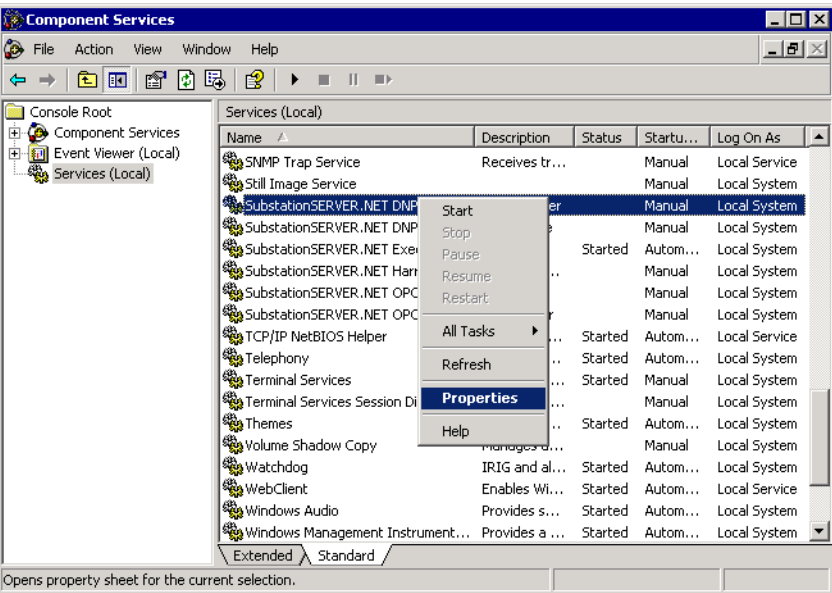 Component Services
File Action View Window Help
Console Root
Component Services
Event Viewer (Local)
Services (Local)
Services (Local)
Name Description Status Startu... Log On As
SNMP Trap Service Receives tr... Manual Local Service
Still Image Service Manual Local System
SubstationSERVER.NET DNP er Manual Local System
SubstationSERVER.NET DNP Manual Local System
SubstationSERVER.NET Exe Started Autom... Local System
SubstationSERVER.NET Harr .. Manual Local System
SubstationSERVER.NET OPC Manual Local System
SubstationSERVER.NET OPC r Manual Local System
TCP/IP NetBIOS Helper ... Started Autom... Local Service
Telephony .. Started Autom... Local System
Terminal Services ... Started Manual Local System
Terminal Services Session Di ... Manual Local System
Themes .. Started Autom... Local System
Volume Shadow Copy Manages a... Manual Local System
Watchdog IRIG and al... Started Autom... Local System
WebClient Enables Wi... Started Autom... Local Service
Windows Audio Provides s... Started Autom... Local System
Windows Management Instrument... Provides a ... Started Autom... Local System
Start
Stop
Pause
Resume
Restart
All Tasks
Refresh
Properties
Help
Extended Standard
Opens property sheet for the current selection.